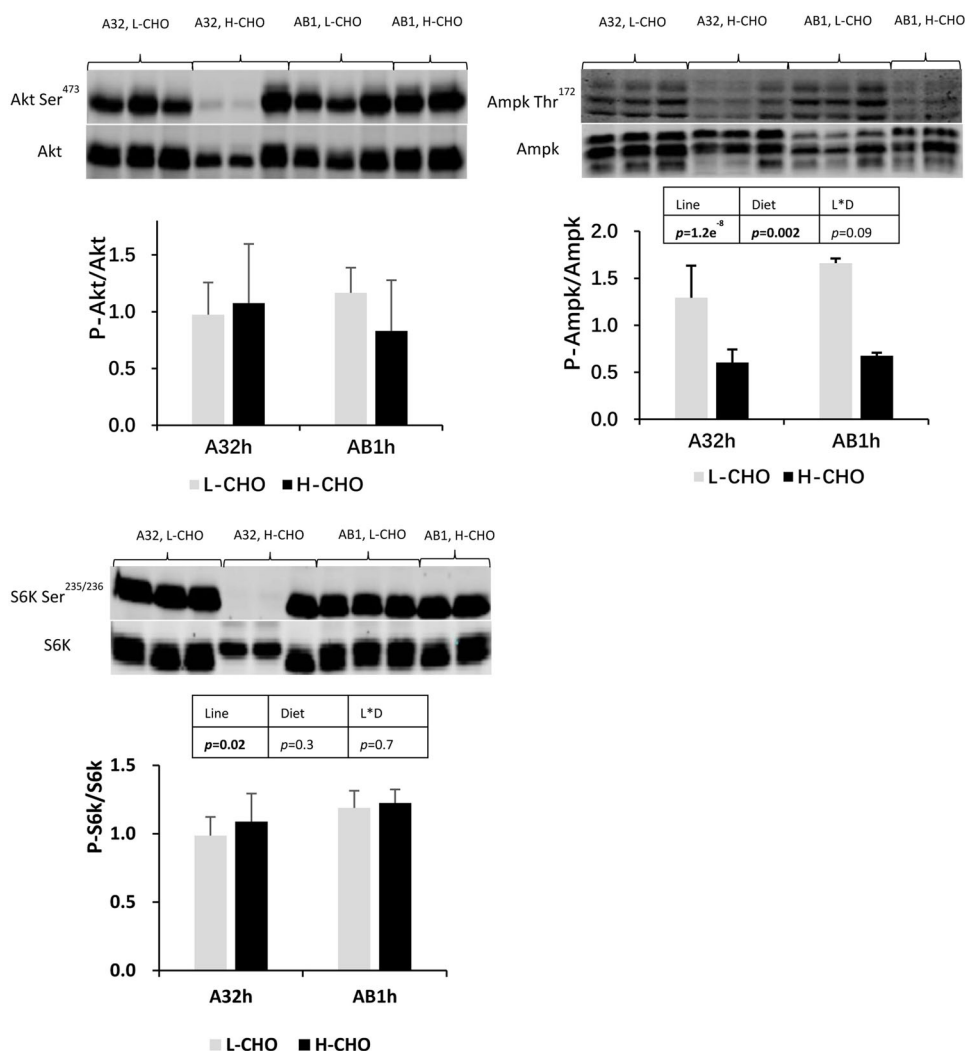 A32, L-CHO A32, H-CHO AB1, L-CHO AB1, H-CHO
Akt Ser473
Akt
P-Akt/Akt
1.5
1.0
0.5
0.0
A32h AB1h
L-CHO H-CHO
A32, L-CHO A32, H-CHO AB1, L-CHO AB1, H-CHO
Ampk Thr172
Ampk
Line Diet L*D
p=1.2e-8 p=0.002 p=0.09
P-Ampk/Ampk
2.0
1.5
1.0
0.5
0.0
A32h AB1h
L-CHO H-CHO
A32, L-CHO A32, H-CHO AB1, L-CHO AB1, H-CHO
S6K Ser235/236
S6K
Line Diet L*D
p=0.02 p=0.3 p=0.7
P-S6k/S6k
1.5
1.0
0.5
0.0
A32h AB1h
L-CHO H-CHO